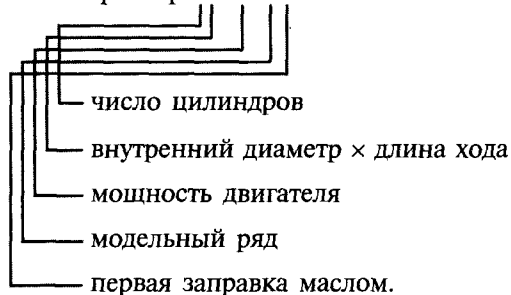 число цилиндров
внутренний диаметр × длина хода
мощность двигателя
модельный ряд
первая заправка маслом.